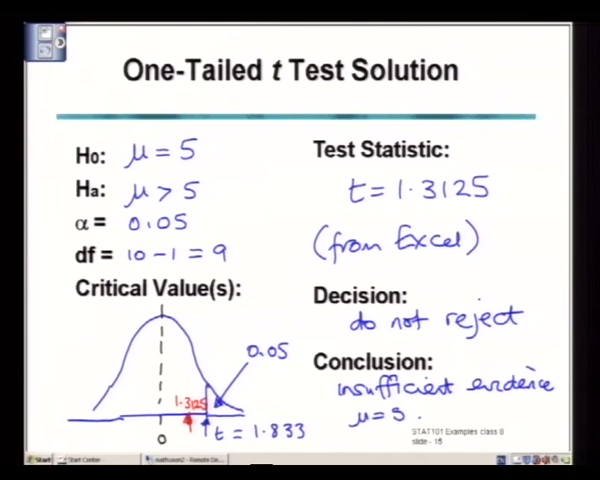 One-Tailed t Test Solution
H0: μ = 5
Ha: μ > 5
α = 0.05
df = 10 - 1 = 9
Critical Value(s):
0.05
1.3125
0
t = 1.833
Test Statistic:
t = 1.3125
(from Excel)
Decision:
do not reject
Conclusion:
insufficient evidence
μ = 5.
STAT101 Examples class 8
slide - 15
Start
Start Center